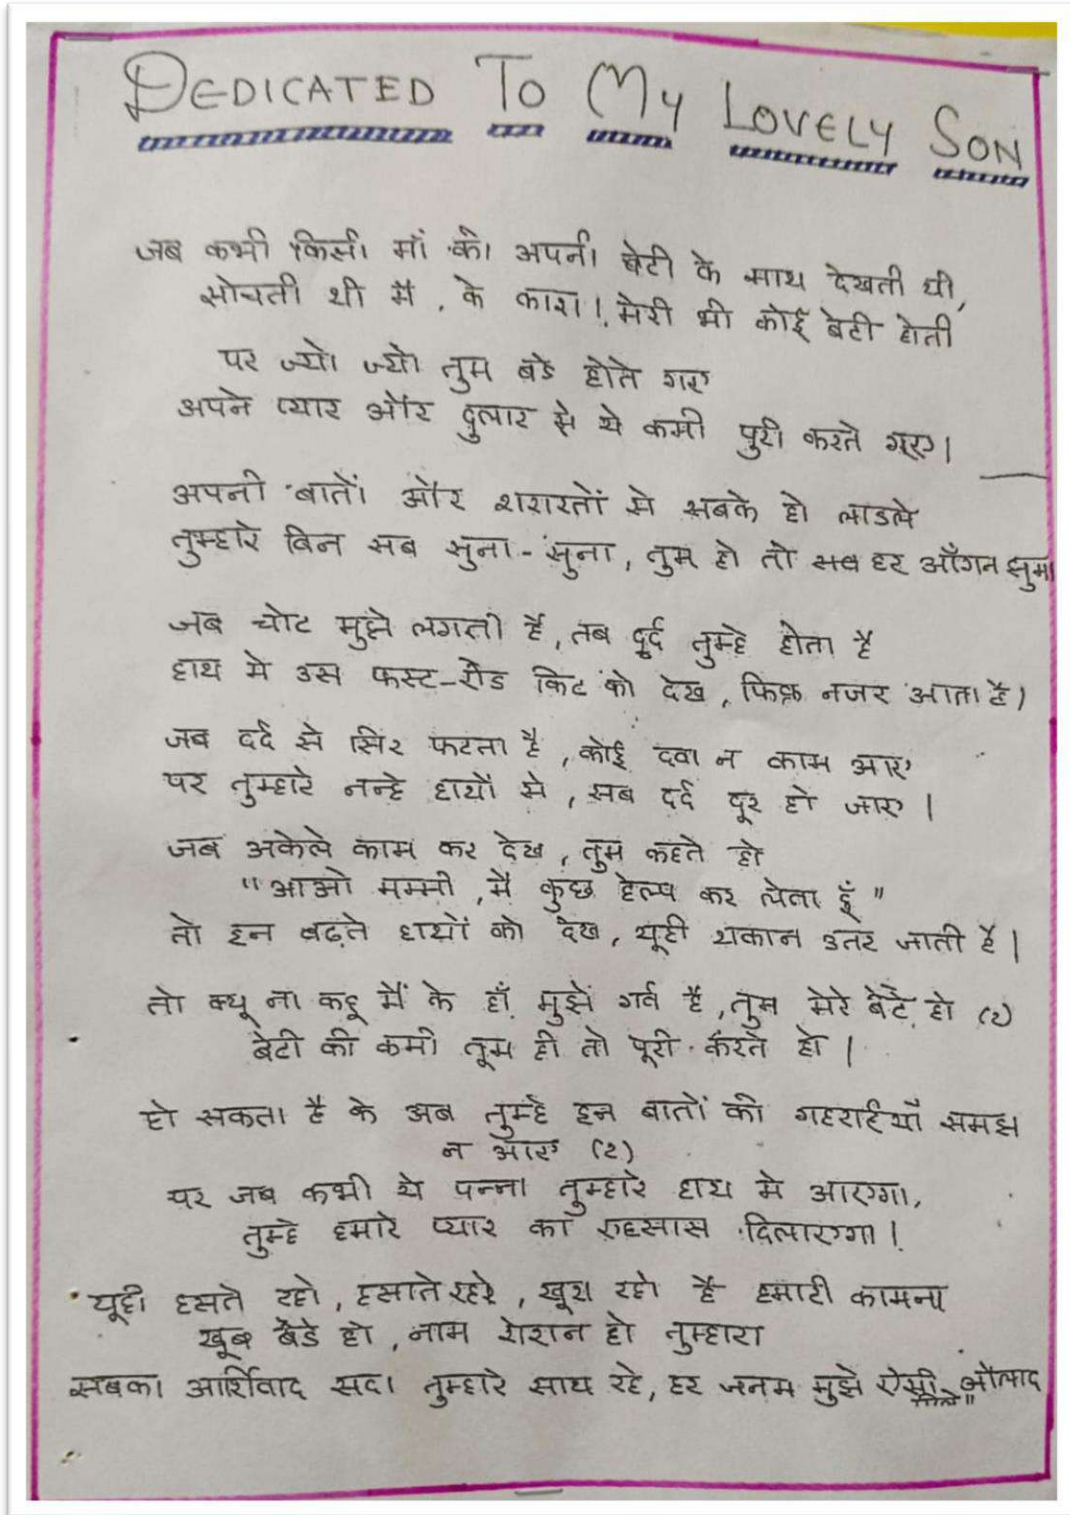 DEDICATED TO MY LOVELY SON
जब कभी किसी माँ को अपनी बेटी के साथ देखती थी,
सोचती थी मैं, के काश! मेरी भी कोई बेटी होती
पर ज्यो ज्यो तुम बडे होते गए
अपने प्यार और दुलार से ये कमी पुरी करते गए।
अपनी बातों और शरारतों से सबके हो लाडले
तुम्हारे बिन सब सुना-सुना, तुम हो तो सब हर आँगन झुमे
जब चोट मुझे लगती है, तब दर्द तुम्हे होता है
हाथ मे उस फस्ट-ऐड किट को देख, फिक्र नजर आता है।
जब दर्द से सिर फटता है, कोई दवा न काम आए
पर तुम्हारे नन्हे हाथों से, सब दर्द दूर हो जाए।
जब अकेले काम कर देख, तुम कहते हो
"आओ मम्मी, मैं कुछ हेल्प कर लेता हूँ"
तो इन बढ़ते हाथों को देख, यूही थकान उतर जाती है।
तो क्यू ना कहू मैं के हाँ मुझे गर्व है, तुम मेरे बेटे हो (२)
बेटी की कमी तूम ही तो पूरी करते हो।
हो सकता है के अब तुम्हे इन बातों की गहराईयाँ समझ
न आए (२)
पर जब कभी ये पन्ना तुम्हारे हाथ मे आएगा,
तुम्हे हमारे प्यार का एहसास दिलाएगा।
यूही हसते रहो, हसाते रहो, खूश रहो है हमारी कामना
खूब बडे हो, नाम रोशन हो तुम्हारा
सबका आर्शिवाद सदा तुम्हारे साथ रहे, हर जनम मुझे ऐसी औलाद
मिले"